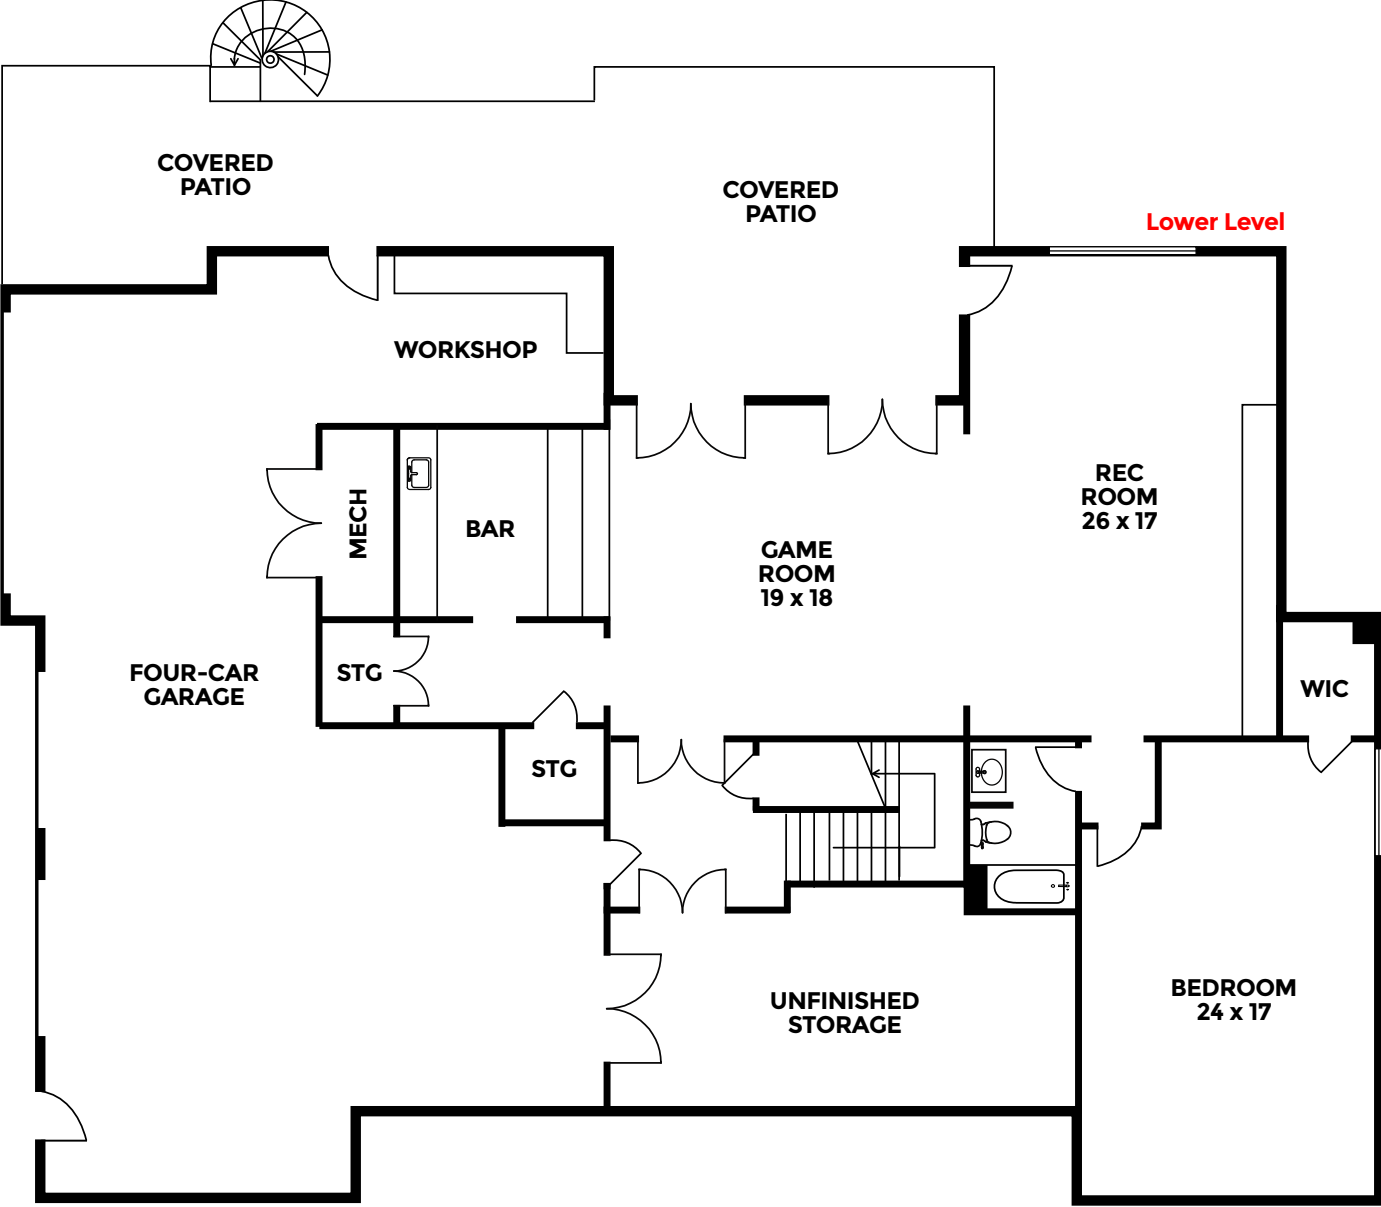 COVERED
PATIO
COVERED
PATIO
Lower Level
WORKSHOP
MECH
BAR
REC
ROOM
26 x 17
GAME
ROOM
19 x 18
FOUR-CAR
GARAGE
STG
WIC
STG
UNFINISHED
STORAGE
BEDROOM
24 x 17